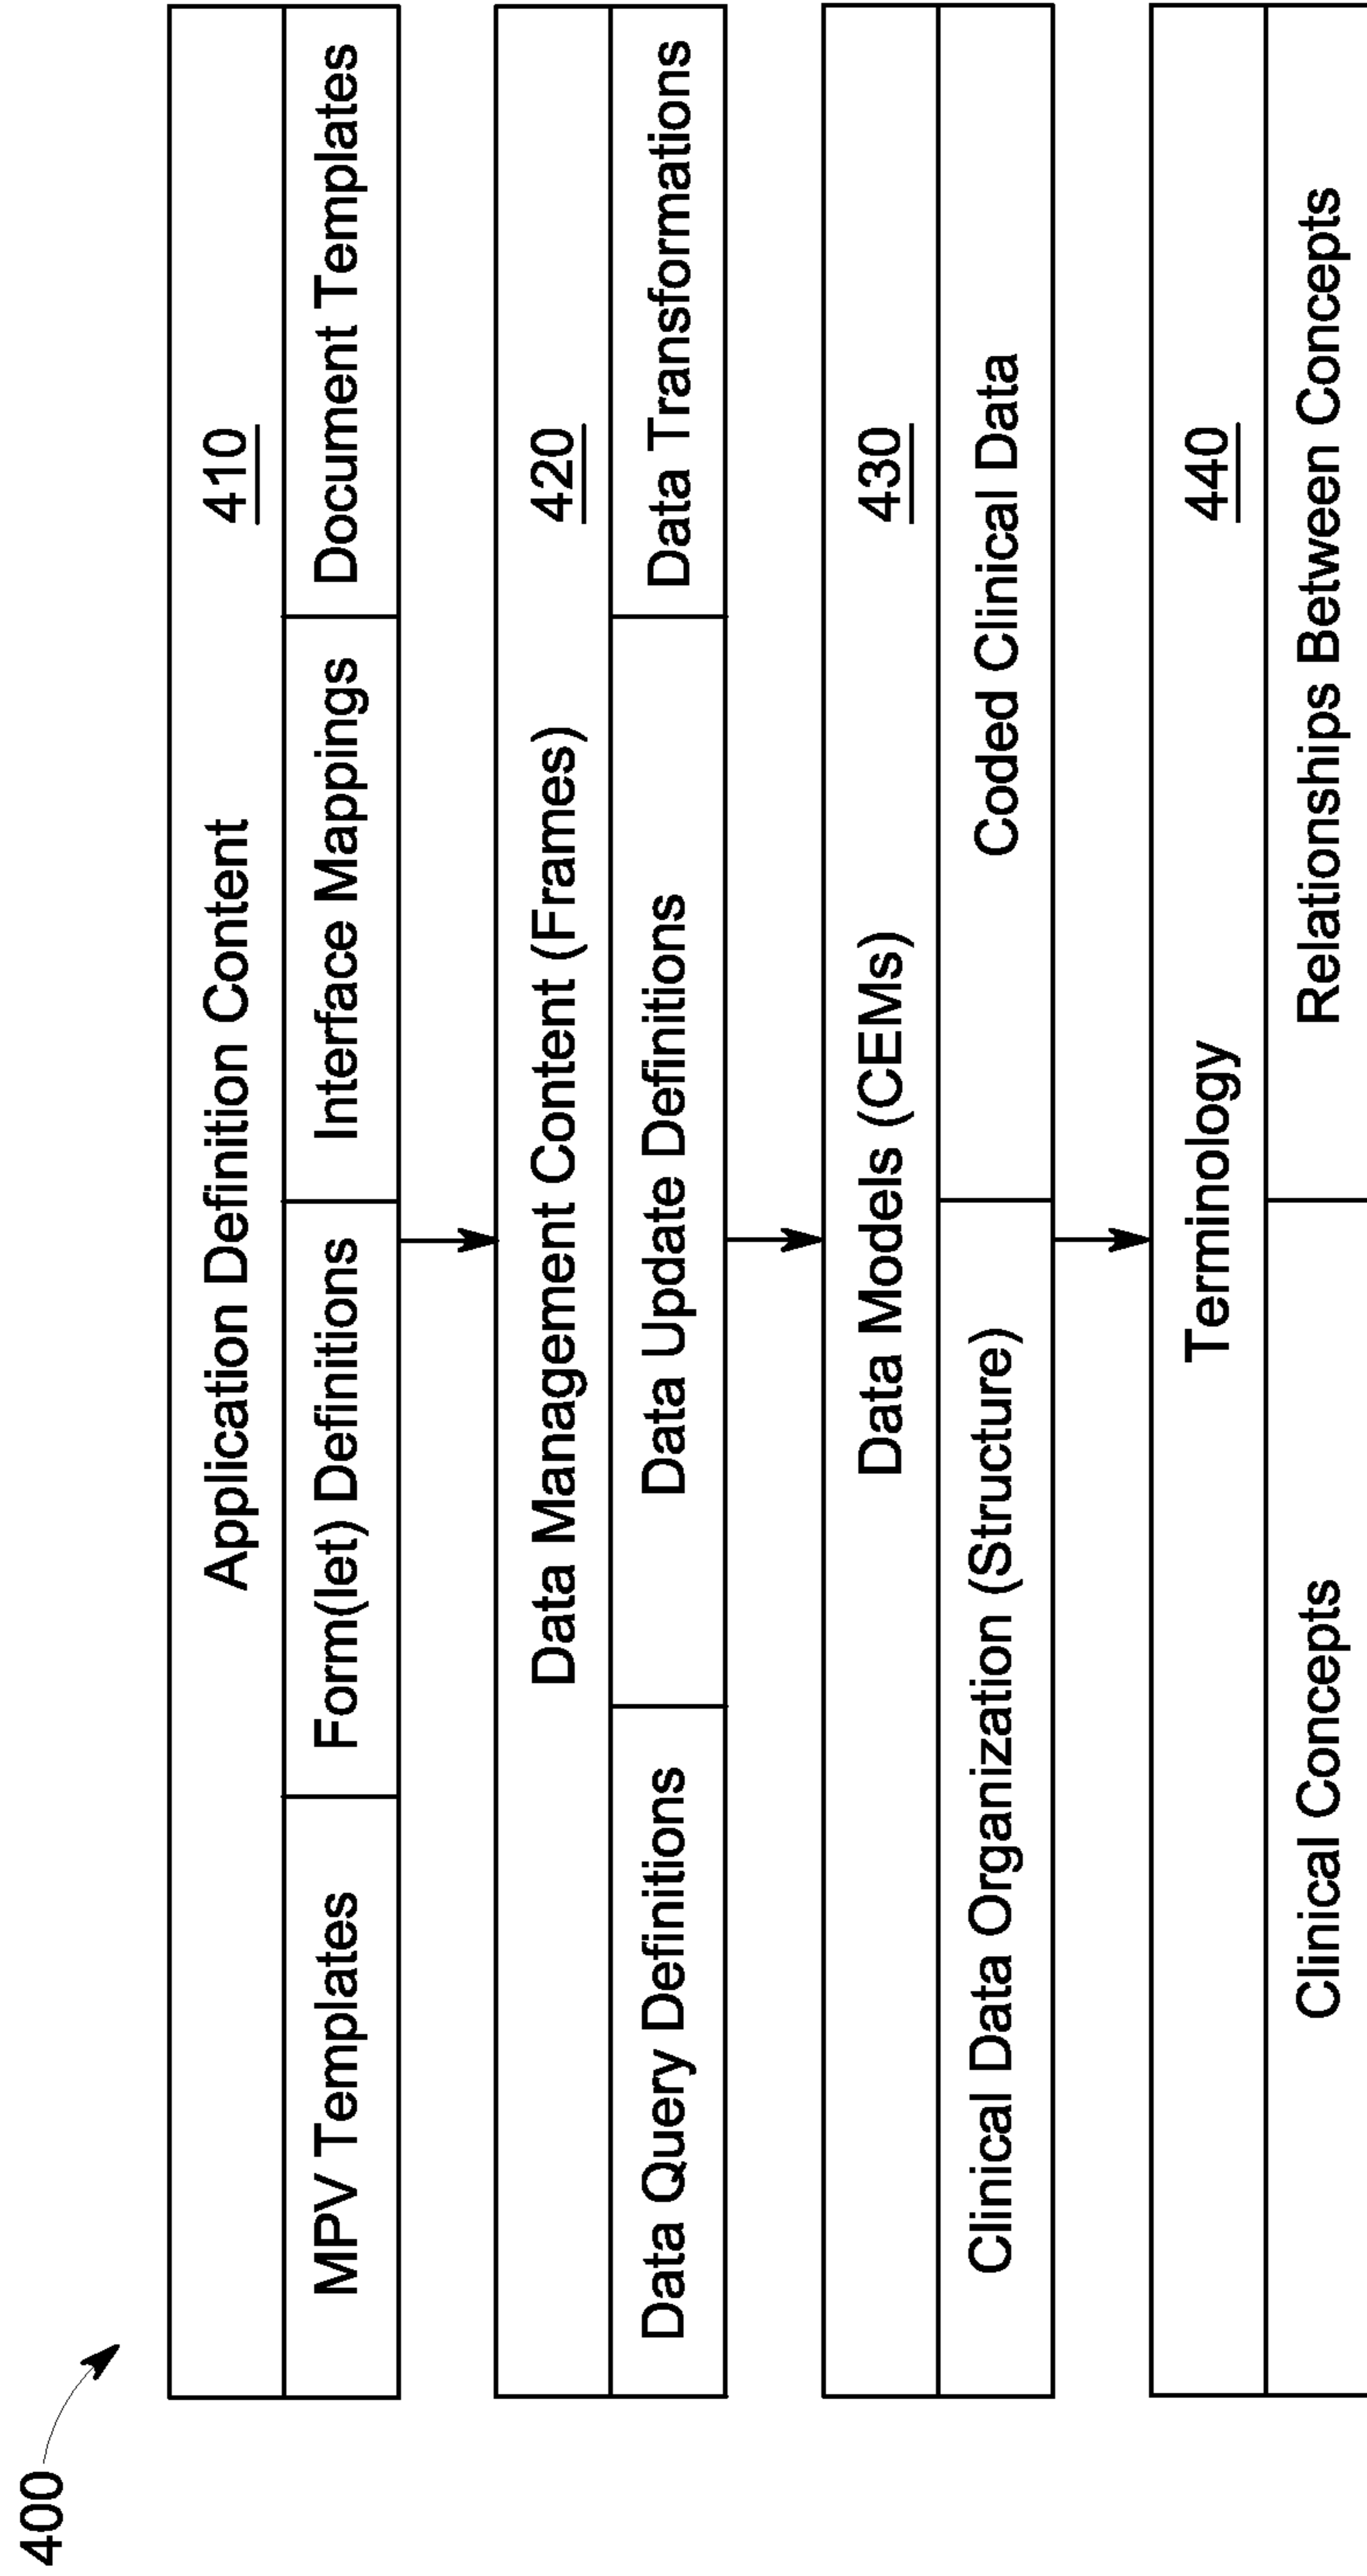 400
Application Definition Content 410
MPV Templates Form(let) Definitions Interface Mappings Document Templates
Data Management Content (Frames) 420
Data Query Definitions Data Update Definitions Data Transformations
Data Models (CEMs) 430
Clinical Data Organization (Structure) Coded Clinical Data
Terminology 440
Clinical Concepts Relationships Between Concepts